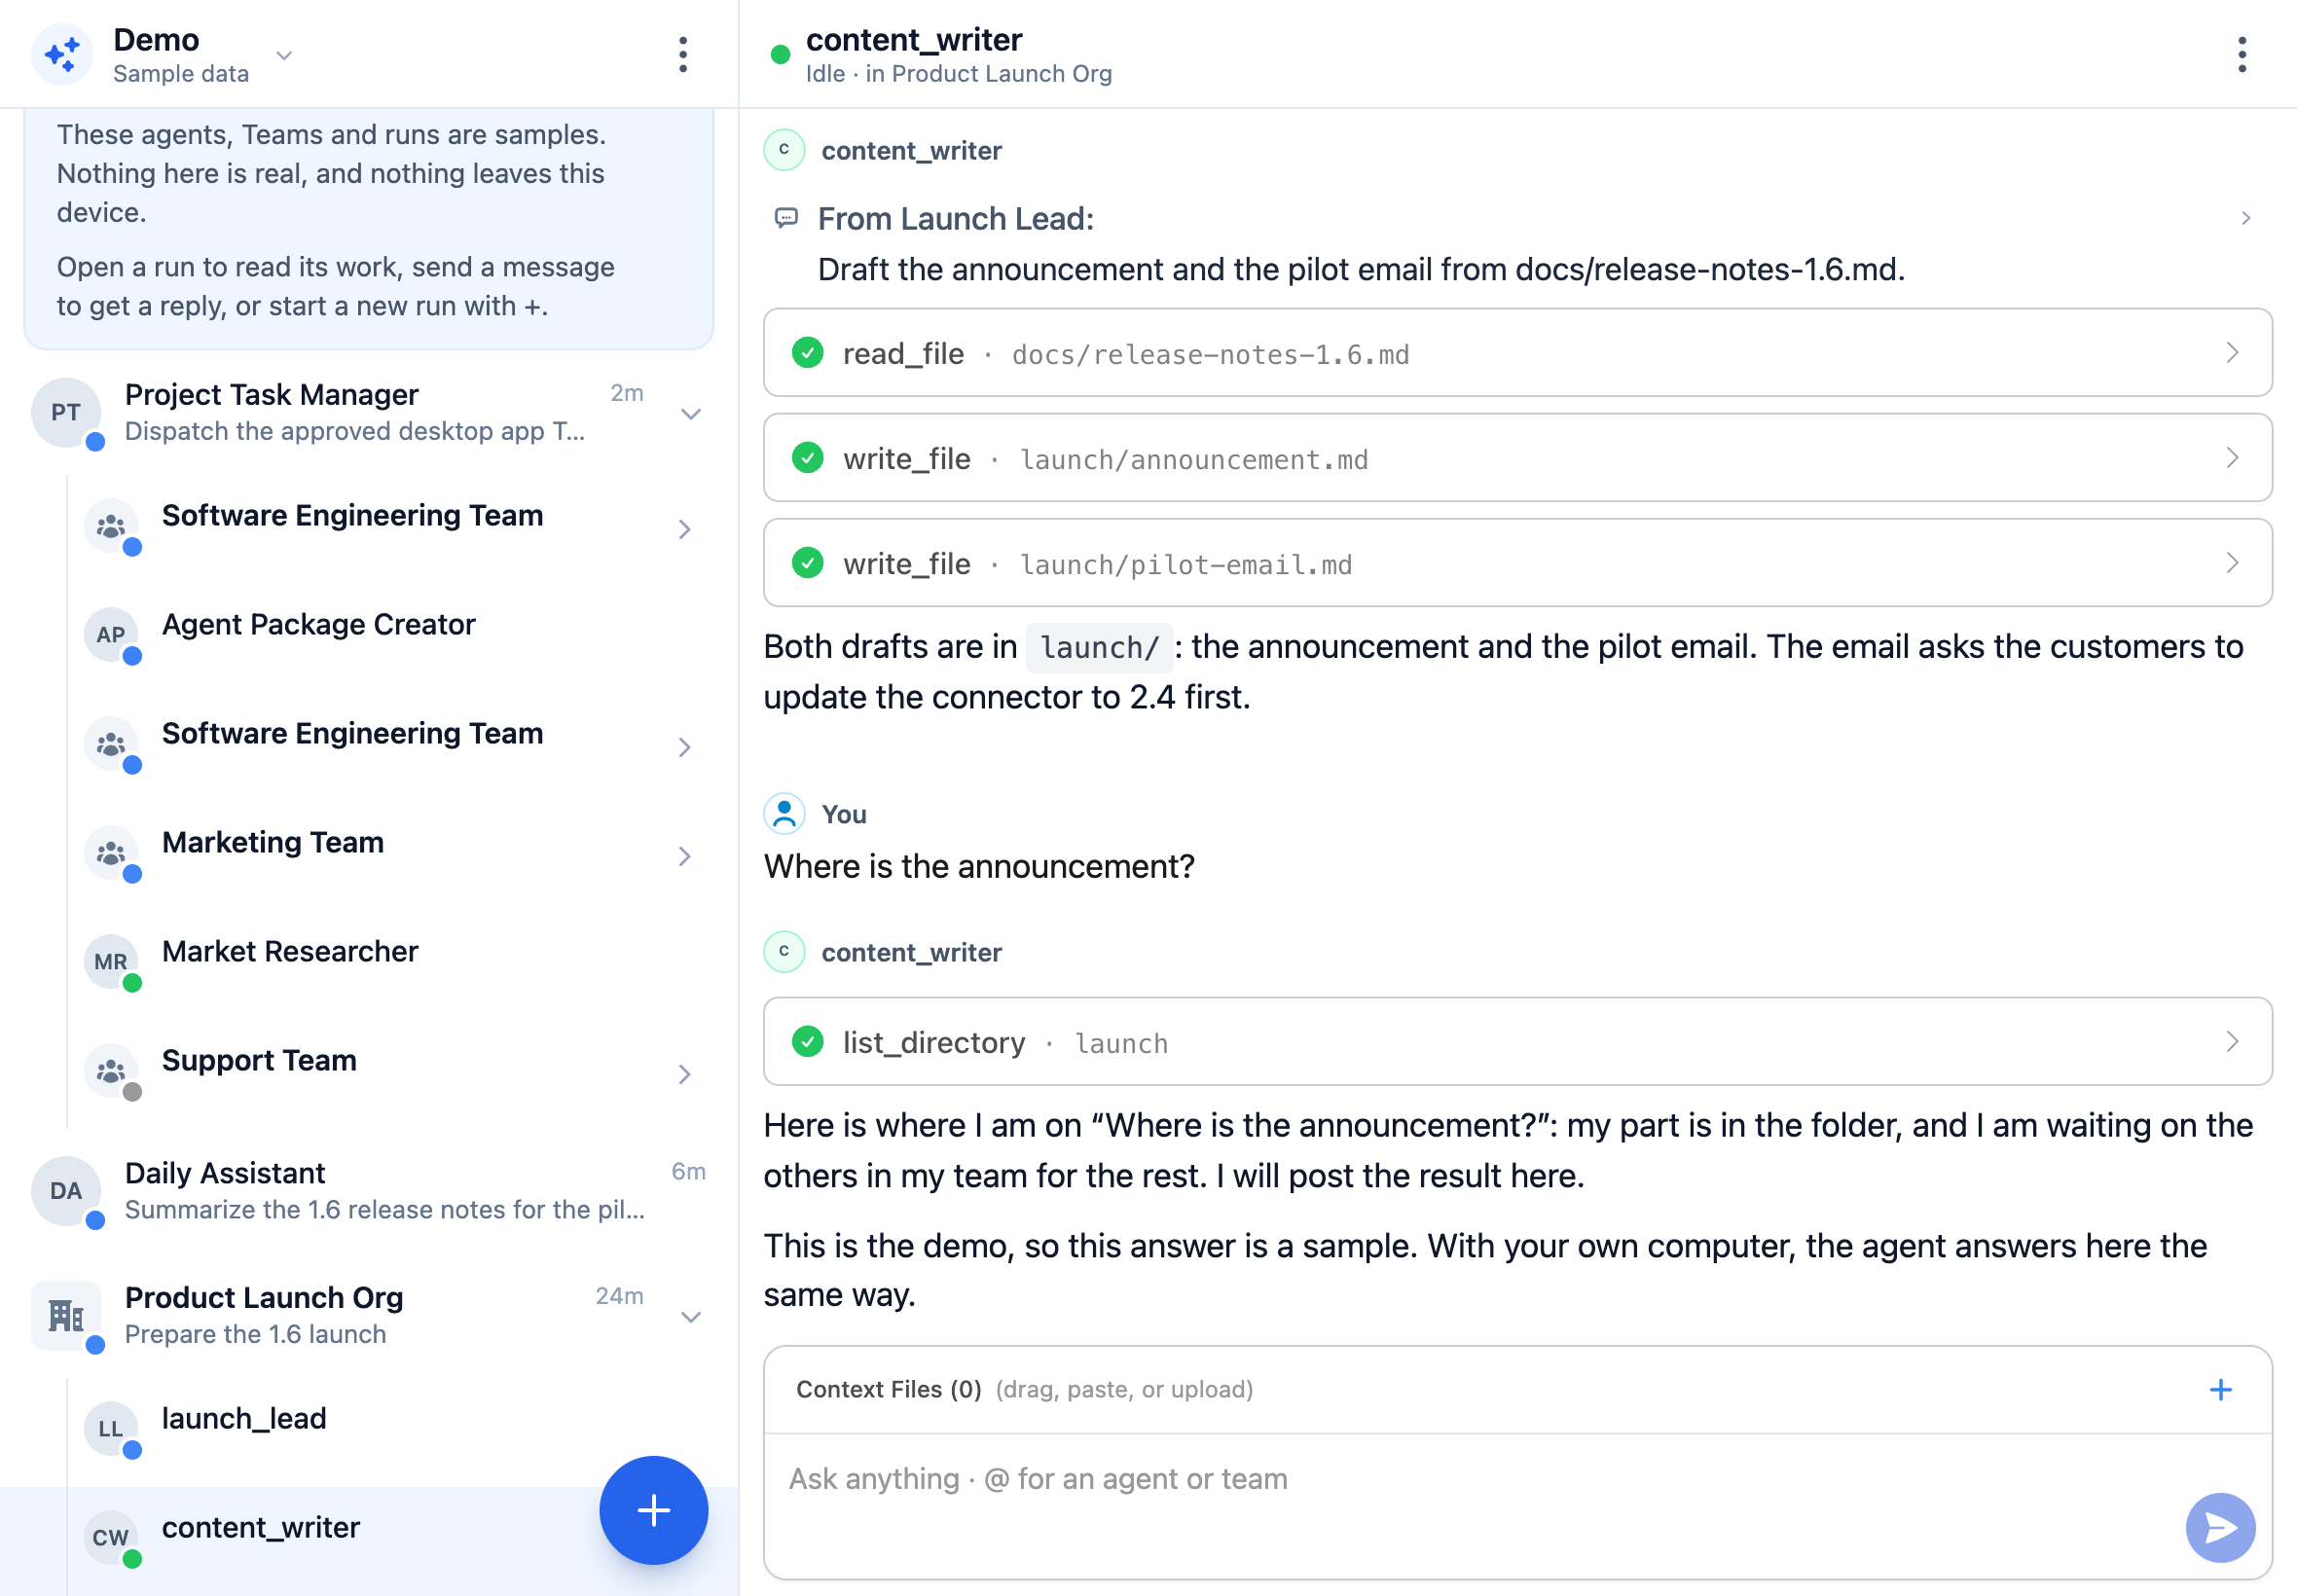 Demo
Sample data
These agents, Teams and runs are samples.
Nothing here is real, and nothing leaves this
device.
Open a run to read its work, send a message
to get a reply, or start a new run with +.
PT
Project Task Manager
2m
Dispatch the approved desktop app T...
Software Engineering Team
AP
Agent Package Creator
Software Engineering Team
Marketing Team
MR
Market Researcher
Support Team
DA
Daily Assistant
6m
Summarize the 1.6 release notes for the pil...
Product Launch Org
24m
Prepare the 1.6 launch
LL
launch_lead
CW
content_writer
+
content_writer
Idle · in Product Launch Org
C
content_writer
From Launch Lead:
Draft the announcement and the pilot email from docs/release-notes-1.6.md.
read_file · docs/release-notes-1.6.md
write_file · launch/announcement.md
write_file · launch/pilot-email.md
Both drafts are in launch/ : the announcement and the pilot email. The email asks the customers to
update the connector to 2.4 first.
You
Where is the announcement?
C
content_writer
list_directory · launch
Here is where I am on “Where is the announcement?”: my part is in the folder, and I am waiting on the
others in my team for the rest. I will post the result here.
This is the demo, so this answer is a sample. With your own computer, the agent answers here the
same way.
Context Files (0) (drag, paste, or upload)
+
Ask anything · @ for an agent or team